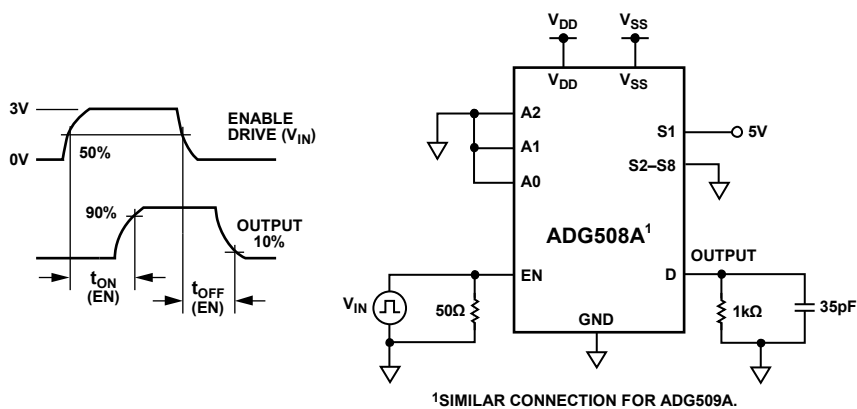 3V
0V
50%
ENABLE
DRIVE (VIN)
90%
OUTPUT
10%
tON
(EN)
tOFF
(EN)
VDD
VSS
VDD
VSS
A2
A1
A0
S1
5V
S2–S8
ADG508A1
OUTPUT
EN
D
VIN
50Ω
GND
1kΩ
35pF
1SIMILAR CONNECTION FOR ADG509A.